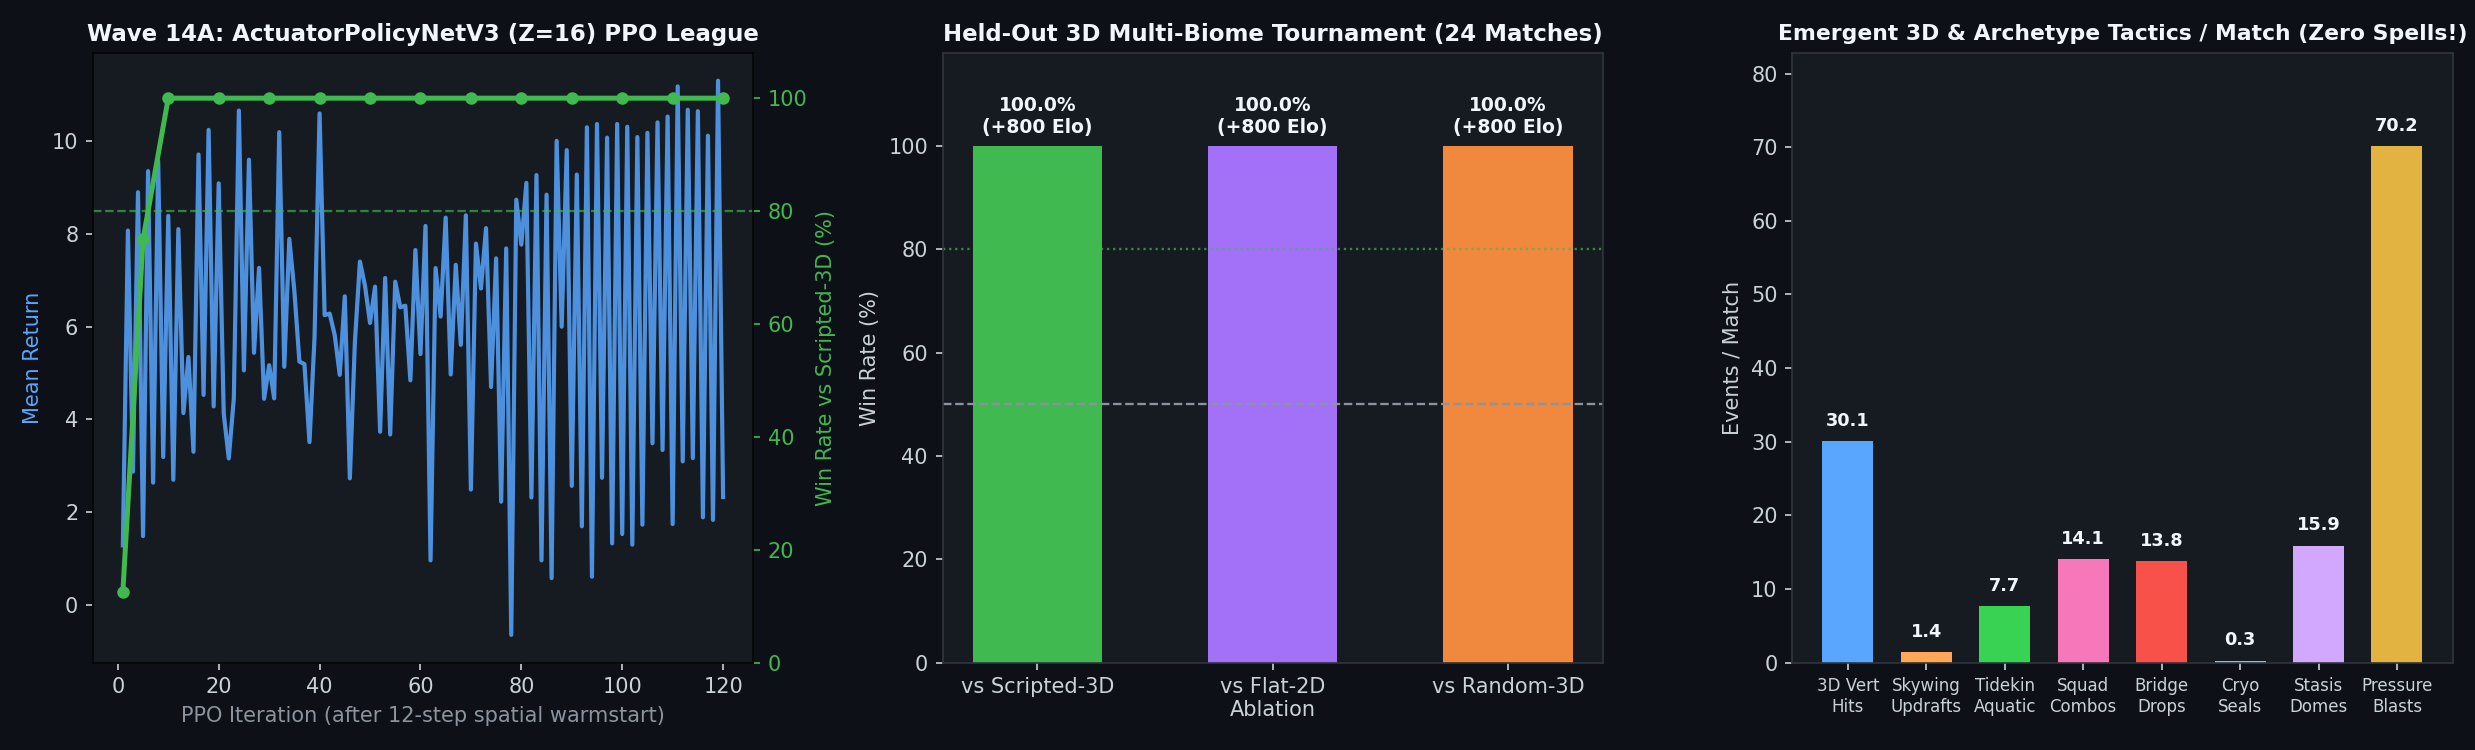 Wave 14A: ActuatorPolicyNetV3 (Z=16) PPO League
Mean Return
10
8
6
4
2
0
100
80
60
40
20
0
Win Rate vs Scripted-3D (%)
0 20 40 60 80 100 120
PPO Iteration (after 12-step spatial warmstart)
Held-Out 3D Multi-Biome Tournament (24 Matches)
Win Rate (%)
100
80
60
40
20
0
100.0% 100.0% 100.0%
(+800 Elo) (+800 Elo) (+800 Elo)
vs Scripted-3D vs Flat-2D vs Random-3D
Ablation
Emergent 3D & Archetype Tactics / Match (Zero Spells!)
Events / Match
80
70
60
50
40
30
20
10
0
30.1
1.4
7.7
14.1
13.8
0.3
15.9
70.2
3D Vert Skywing Tidekin Squad Bridge Cryo Stasis Pressure
Hits Updrafts Aquatic Combos Drops Seals Domes Blasts